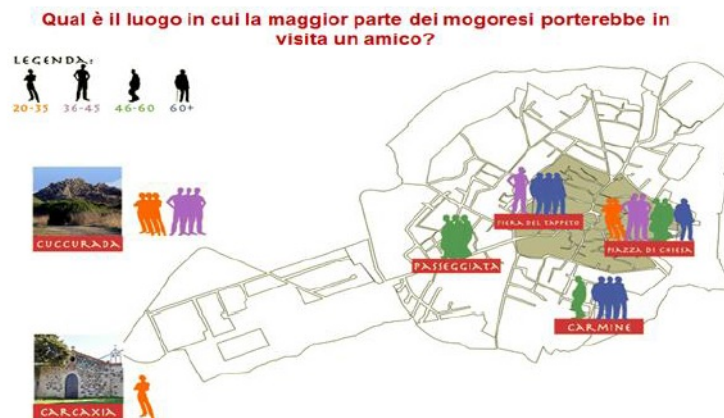 Qual è il luogo in cui la maggior parte dei mogoresi porterebbe in
visita un amico?
LEGENDA:
20-35 36-45 46-60 60+
CUCCURADA
FIERA DEL TAPPETO
PIAZZA DI CHIESA
PASSEGGIATA
CARMINE
CARCAXIA